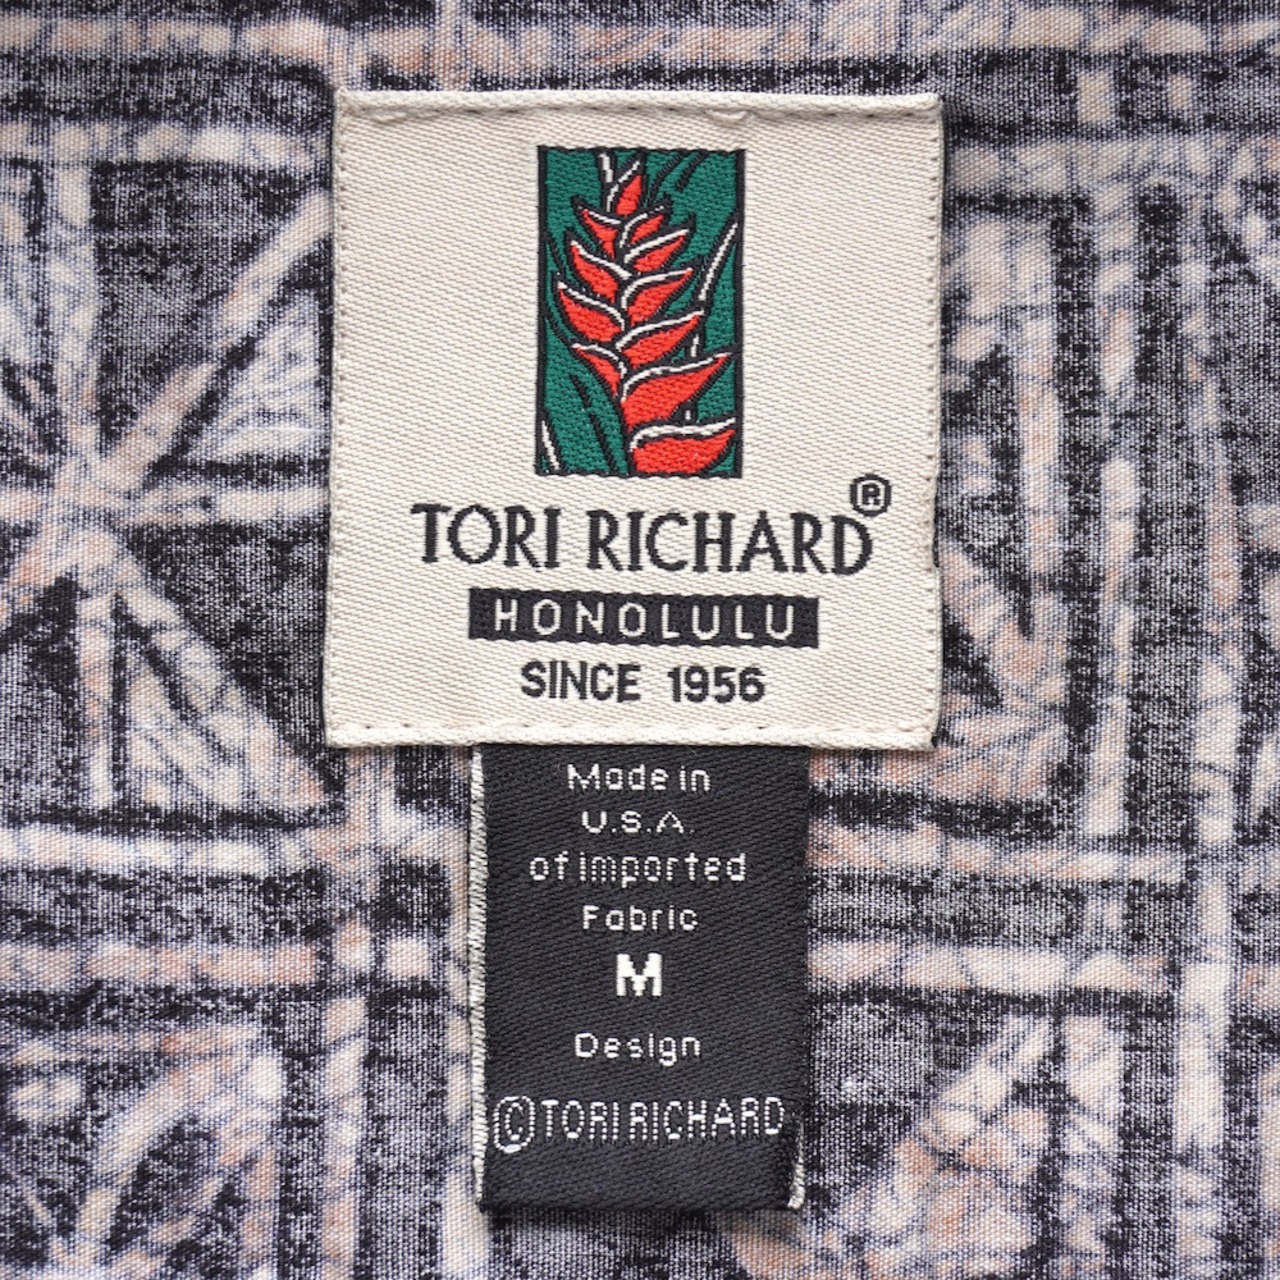 TORI RICHARD®
HONOLULU
SINCE 1956
Made in
U.S.A.
of imported
Fabric
M
Design
©TORI RICHARD